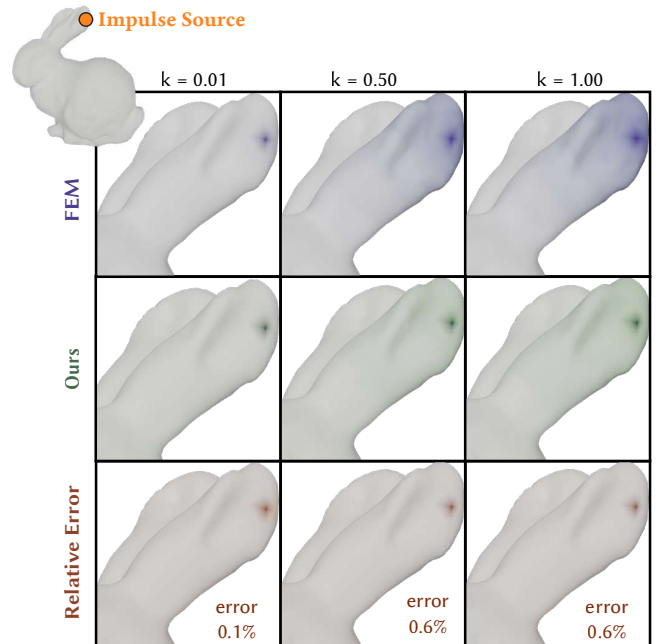 Impulse Source
k = 0.01
k = 0.50
k = 1.00
FEM
Ours
Relative Error
error
0.1%
error
0.6%
error
0.6%